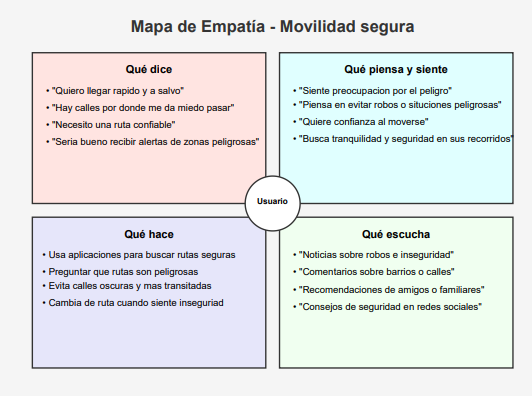 Mapa de Empatía - Movilidad segura
Qué dice
• "Quiero llegar rapido y a salvo"
• "Hay calles por donde me da miedo pasar"
• "Necesito una ruta confiable"
• "Seria bueno recibir alertas de zonas peligrosas"
Qué piensa y siente
• "Siente preocupacion por el peligro"
• "Piensa en evitar robos o situciones peligrosas"
• "Quiere confianza al moverse"
• "Busca tranquilidad y seguridad en sus recorridos"
Usuario
Qué hace
• Usa aplicaciones para buscar rutas seguras
• Preguntar que rutas son peligrosas
• Evita calles oscuras y mas transitadas
• Cambia de ruta cuando siente inseguriad
Qué escucha
• "Noticias sobre robos e inseguridad"
• "Comentarios sobre barrios o calles"
• "Recomendaciones de amigos o familiares"
• "Consejos de seguridad en redes sociales"